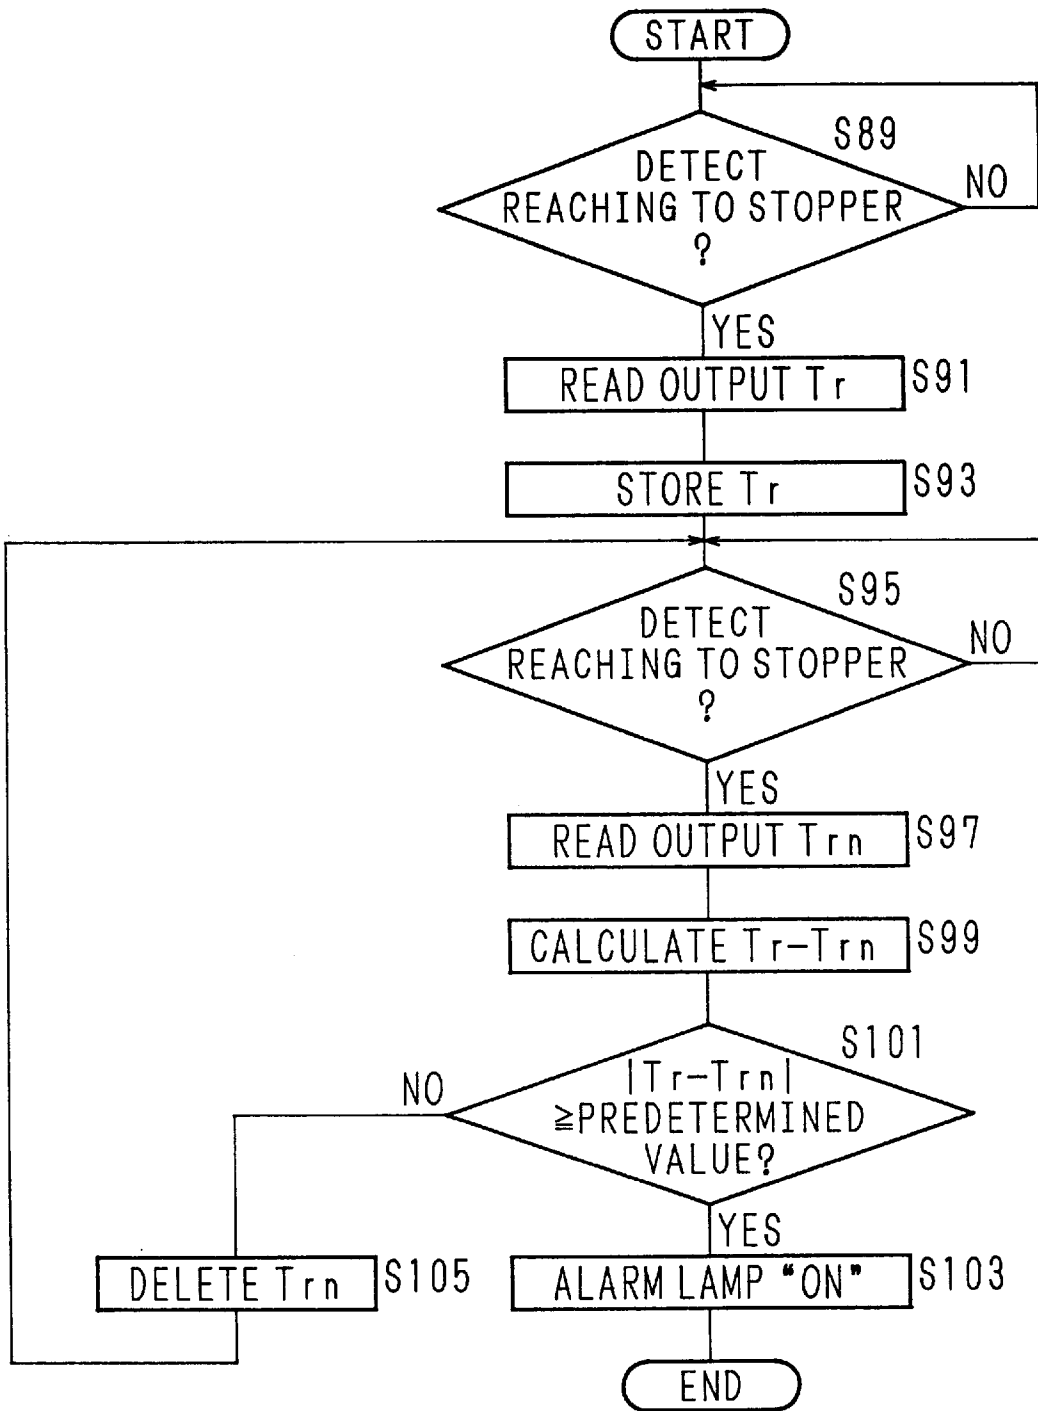 START
S89
DETECT
REACHING TO STOPPER
?
NO
YES
READ OUTPUT Tr
S91
STORE Tr
S93
S95
DETECT
REACHING TO STOPPER
?
NO
YES
READ OUTPUT Trn
S97
CALCULATE Tr-Trn
S99
S101
|Tr-Trn|
≧PREDETERMINED
VALUE?
NO
YES
DELETE Trn
S105
ALARM LAMP "ON"
S103
END